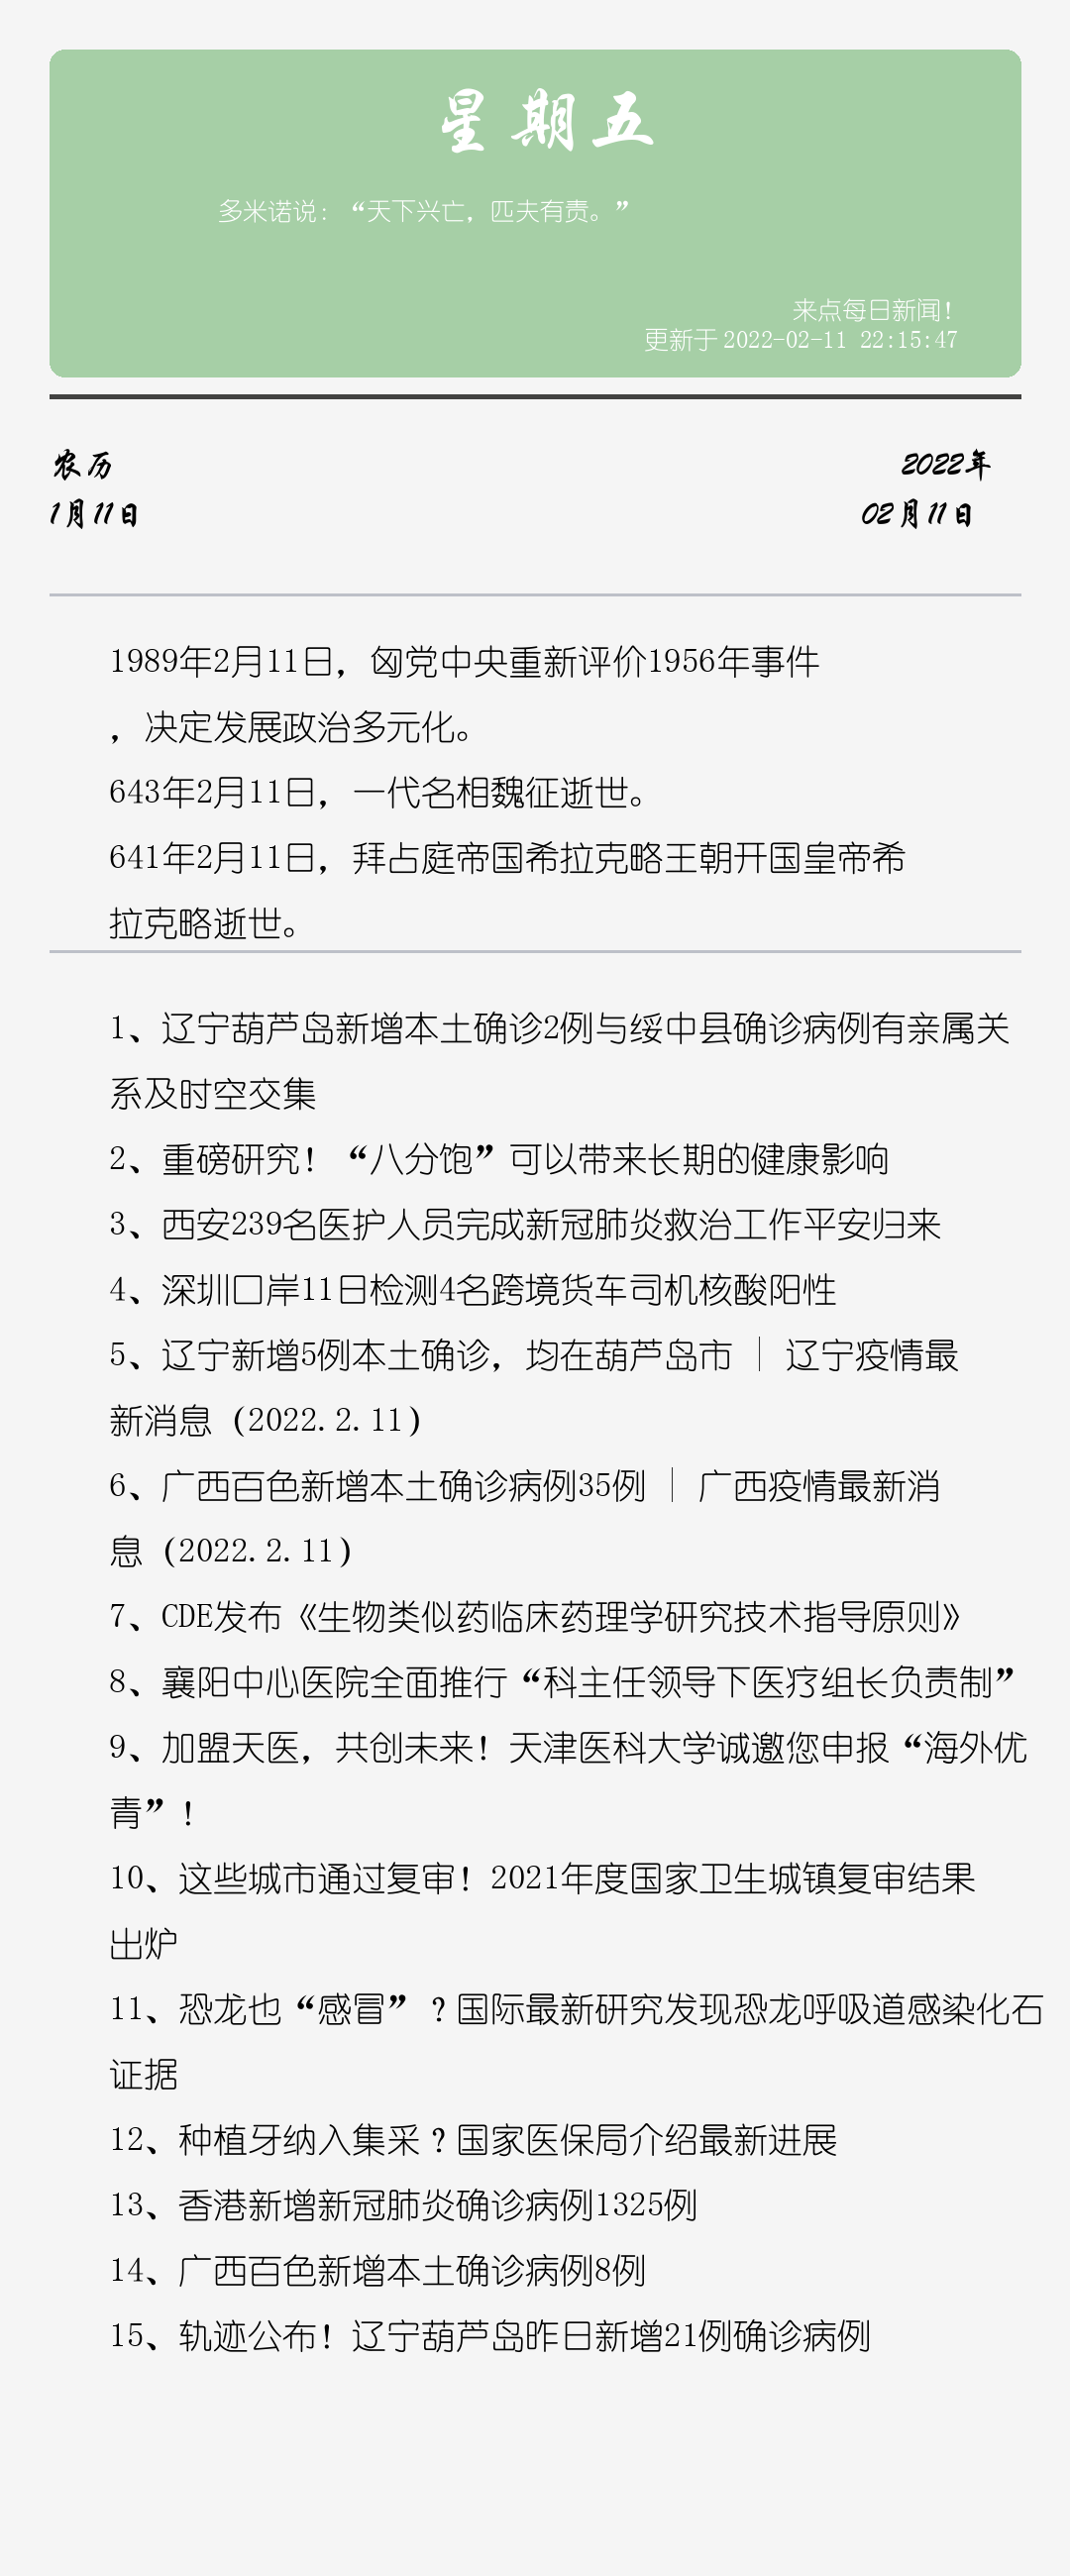 星期五
多米诺说：“天下兴亡，匹夫有责。”
来点每日新闻！
更新于 2022-02-11 22:15:47
农历
2022年
1月11日
02月11日
1989年2月11日，匈党中央重新评价1956年事件
，决定发展政治多元化。
643年2月11日，一代名相魏征逝世。
641年2月11日，拜占庭帝国希拉克略王朝开国皇帝希
拉克略逝世。
1、辽宁葫芦岛新增本土确诊2例与绥中县确诊病例有亲属关
系及时空交集
2、重磅研究！“八分饱”可以带来长期的健康影响
3、西安239名医护人员完成新冠肺炎救治工作平安归来
4、深圳口岸11日检测4名跨境货车司机核酸阳性
5、辽宁新增5例本土确诊，均在葫芦岛市 | 辽宁疫情最
新消息（2022.2.11）
6、广西百色新增本土确诊病例35例 | 广西疫情最新消
息（2022.2.11）
7、CDE发布《生物类似药临床药理学研究技术指导原则》
8、襄阳中心医院全面推行“科主任领导下医疗组长负责制”
9、加盟天医，共创未来！天津医科大学诚邀您申报“海外优
青”！
10、这些城市通过复审！2021年度国家卫生城镇复审结果
出炉
11、恐龙也“感冒”？国际最新研究发现恐龙呼吸道感染化石
证据
12、种植牙纳入集采？国家医保局介绍最新进展
13、香港新增新冠肺炎确诊病例1325例
14、广西百色新增本土确诊病例8例
15、轨迹公布！辽宁葫芦岛昨日新增21例确诊病例